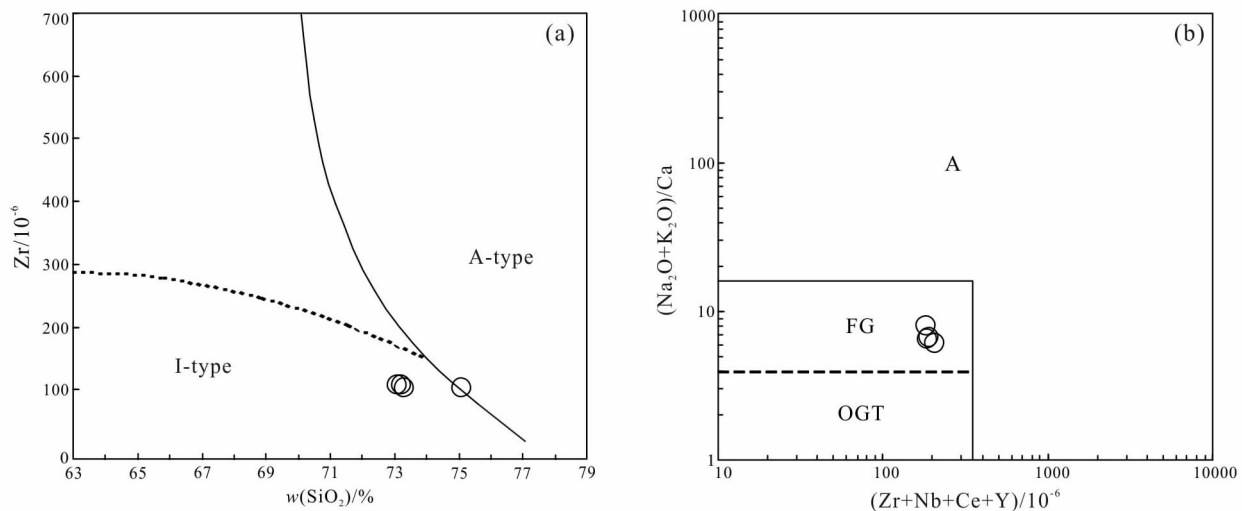 (a)
700
600
500
400
300
200
100
0
Zr/10⁻⁶
A-type
I-type
63 65 67 69 71 73 75 77 79
w(SiO₂)/%
(b)
1000
100
10
1
(Na₂O+K₂O)/Ca
A
FG
OGT
10 100 1000 10000
(Zr+Nb+Ce+Y)/10⁻⁶